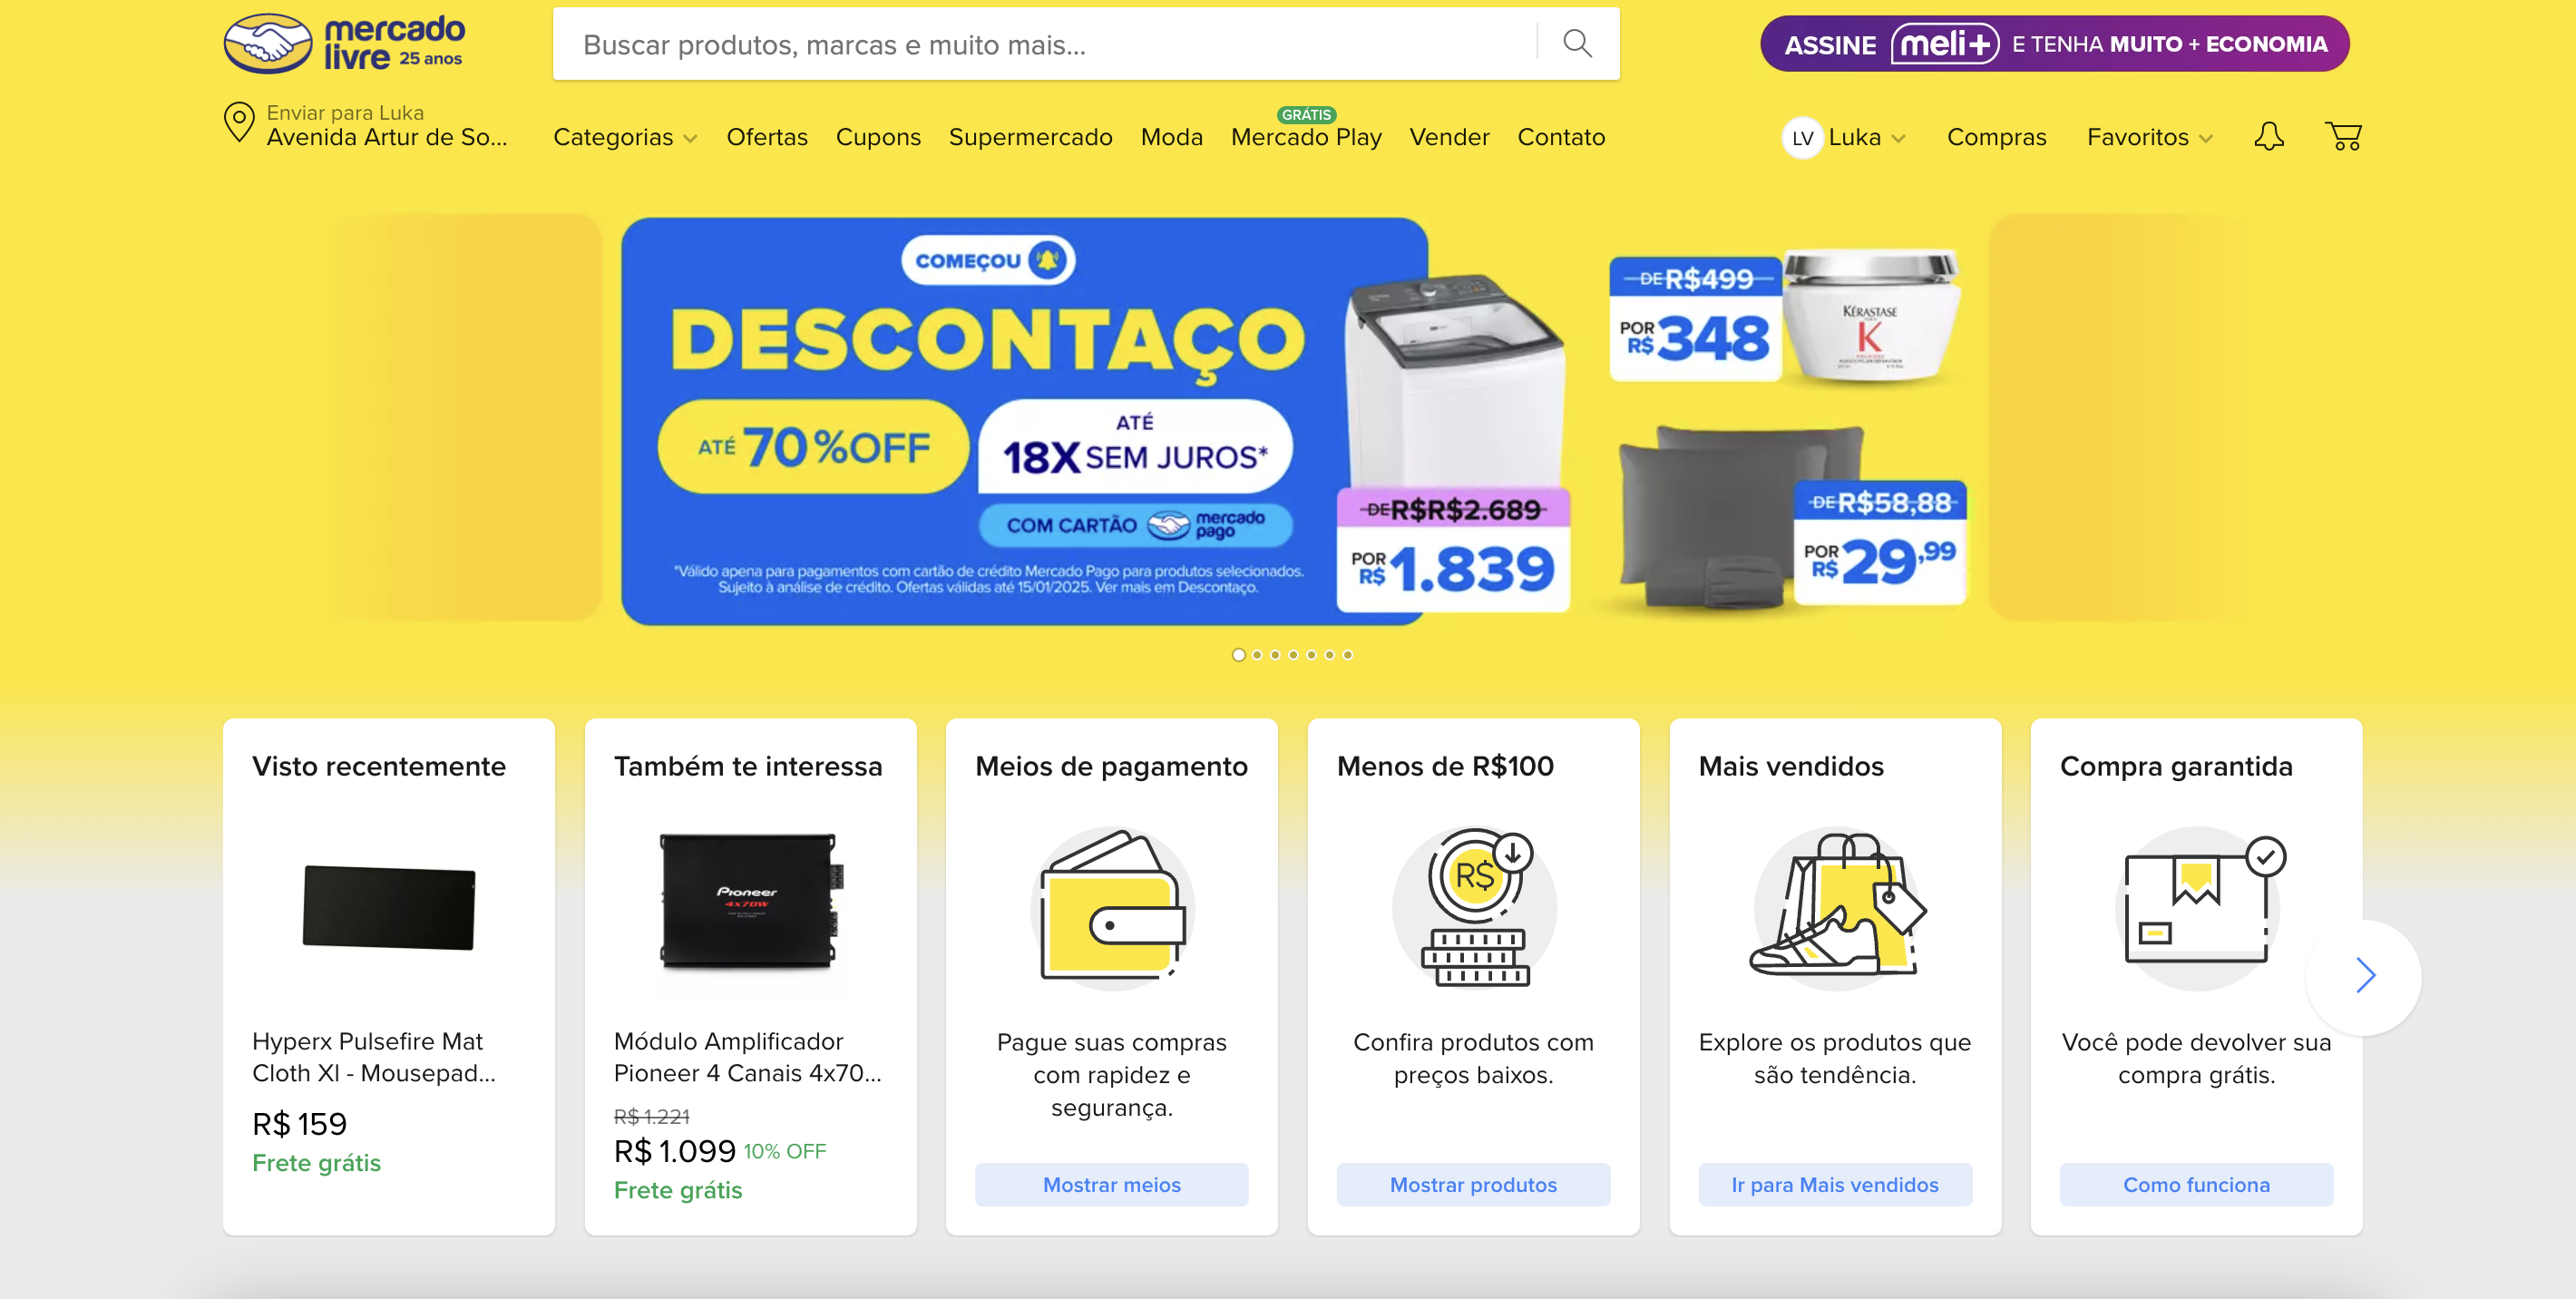 mercado
livre 25 anos
Buscar produtos, marcas e muito mais...
ASSINE meli+ E TENHA MUITO + ECONOMIA
Enviar para Luka
Avenida Artur de So...
Categorias
Ofertas
Cupons
Supermercado
Moda
GRÁTIS
Mercado Play
Vender
Contato
LV Luka
Compras
Favoritos
COMEÇOU
DESCONTAÇO
ATÉ 70%OFF
ATÉ
18X SEM JUROS*
COM CARTÃO mercado
pago
*Válido apena para pagamentos com cartão de crédito Mercado Pago para produtos selecionados.
Sujeito à análise de crédito. Ofertas válidas até 15/01/2025. Ver mais em Descontaço.
DE R$R$2.689
POR
R$ 1.839
DE R$499
POR
R$ 348
KÉRASTASE
K
DE R$58,88
POR
R$ 29,99
Visto recentemente
Hyperx Pulsefire Mat
Cloth Xl - Mousepad...
R$ 159
Frete grátis
Também te interessa
Pioneer
4x70W
Módulo Amplificador
Pioneer 4 Canais 4x70...
R$ 1.221
R$ 1.099 10% OFF
Frete grátis
Meios de pagamento
Pague suas compras
com rapidez e
segurança.
Mostrar meios
Menos de R$100
R$
Confira produtos com
preços baixos.
Mostrar produtos
Mais vendidos
Explore os produtos que
são tendência.
Ir para Mais vendidos
Compra garantida
Você pode devolver sua
compra grátis.
Como funciona